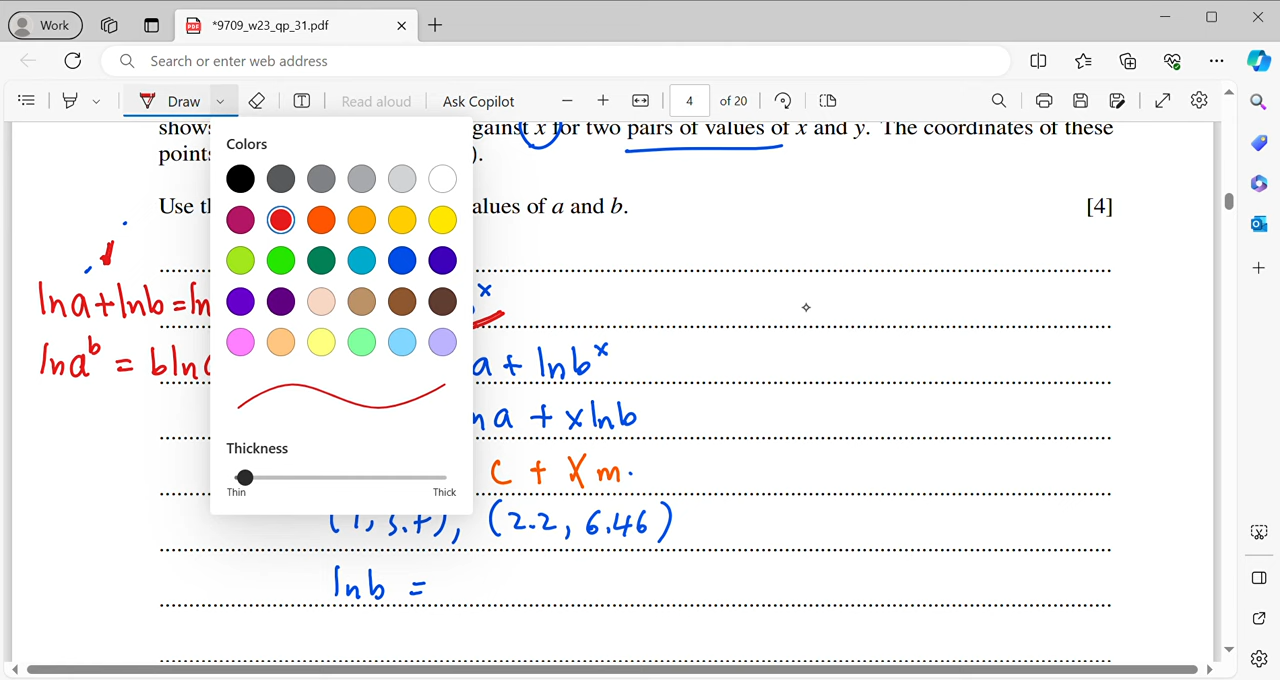 Work
*9709_w23_qp_31.pdf
Search or enter web address
Draw
Read aloud
Ask Copilot
4
of 20
shows
gainst x for two pairs of values of x and y. The coordinates of these
points
).
Colors
Use th
alues of a and b.
[4]
x
lna+lnb=ln
a + lnb^x
lna^b = blna
na + xlnb
Thickness
c + Xm.
Thin
Thick
(2.2, 6.46)
lnb =